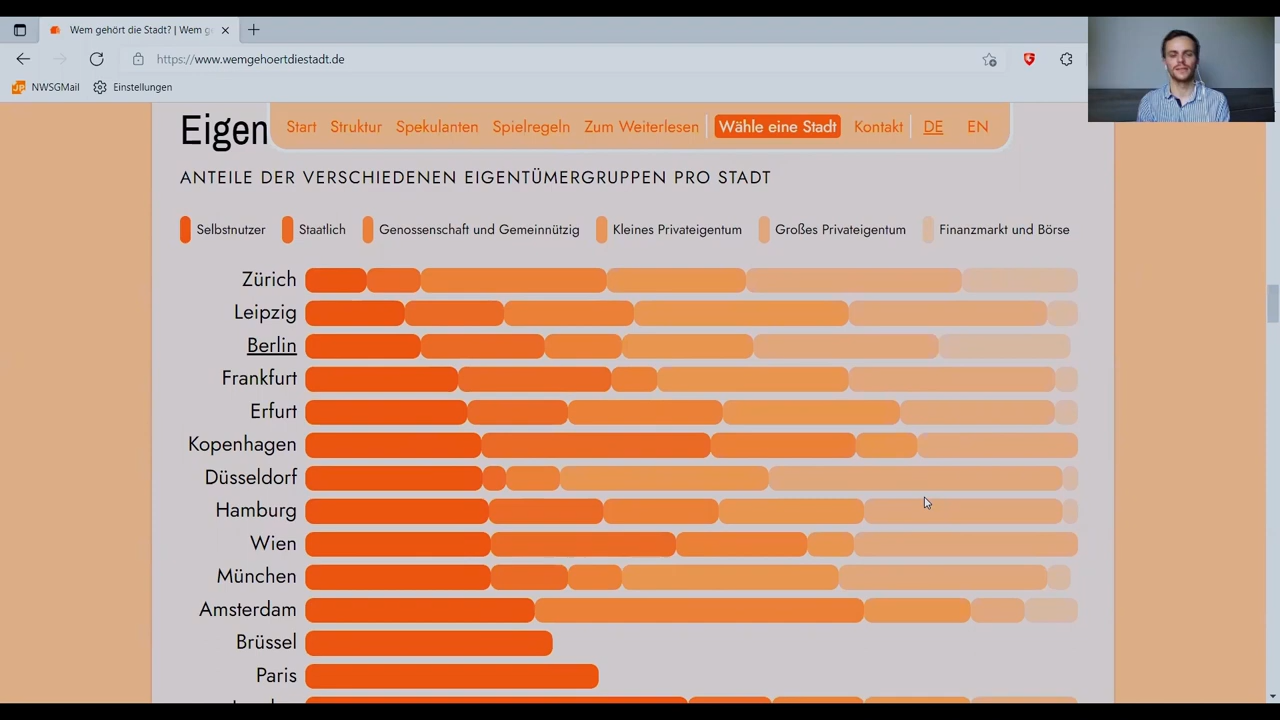 Wem gehört die Stadt? | Wem g
https://www.wemgehoertdiestadt.de
NWSGMail
Einstellungen
Eigen
Start
Struktur
Spekulanten
Spielregeln
Zum Weiterlesen
Wähle eine Stadt
Kontakt
DE
EN
ANTEILE DER VERSCHIEDENEN EIGENTÜMERGRUPPEN PRO STADT
Selbstnutzer
Staatlich
Genossenschaft und Gemeinnützig
Kleines Privateigentum
Großes Privateigentum
Finanzmarkt und Börse
Zürich
Leipzig
Berlin
Frankfurt
Erfurt
Kopenhagen
Düsseldorf
Hamburg
Wien
München
Amsterdam
Brüssel
Paris